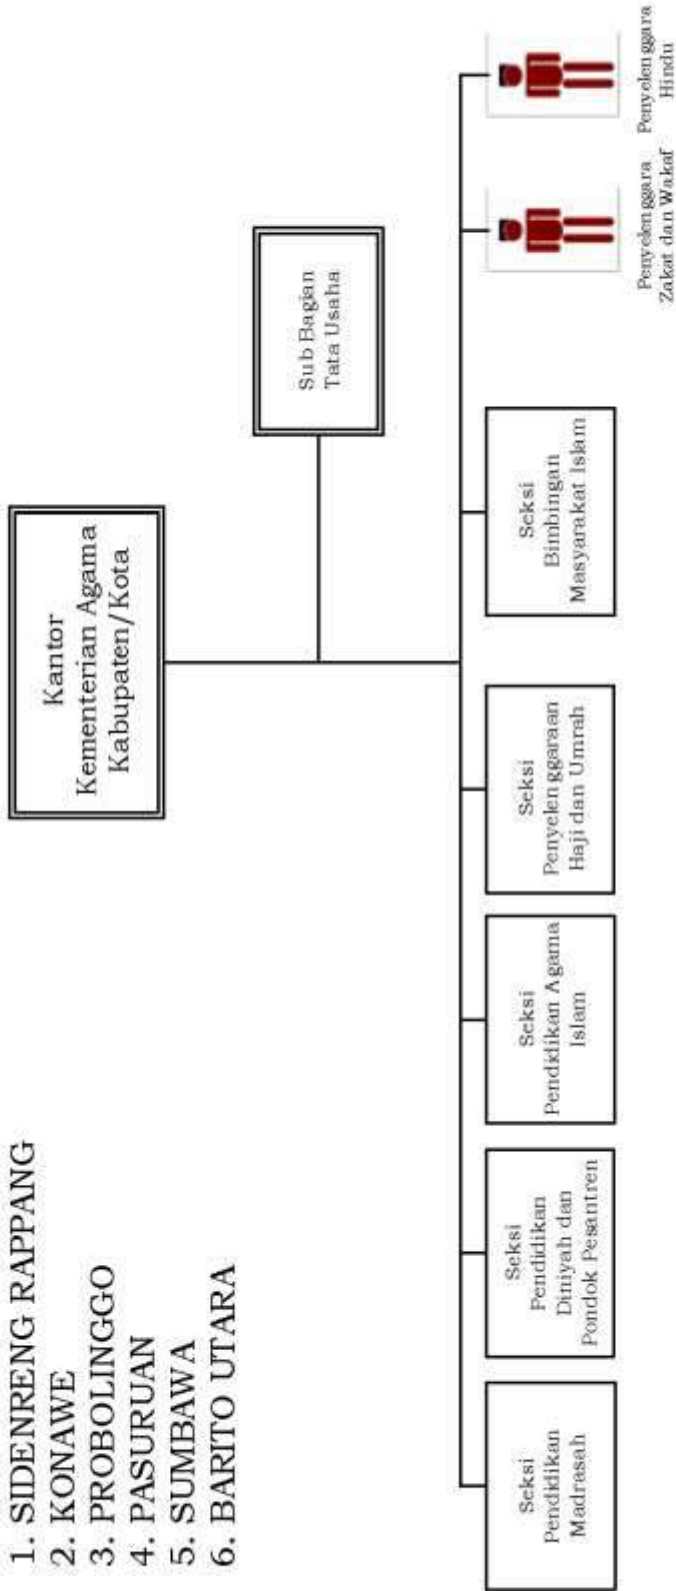 1. SIDENRENG RAPPANG
2. KONAWE
3. PROBOLINGGO
4. PASURUAN
5. SUMBAWA
6. BARITO UTARA
Kantor
Kementerian Agama
Kabupaten/Kota
Sub Bagian
Tata Usaha
Seksi
Pendidikan
Madrasah
Seksi
Pendidikan
Diniyah dan
Pondok Pesantren
Seksi
Pendidikan Agama
Islam
Seksi
Penyelenggaraan
Haji dan Umrah
Seksi
Bimbingan
Masyarakat Islam
Penyelenggara
Zakat dan Wakaf
Penyelenggara
Hindu